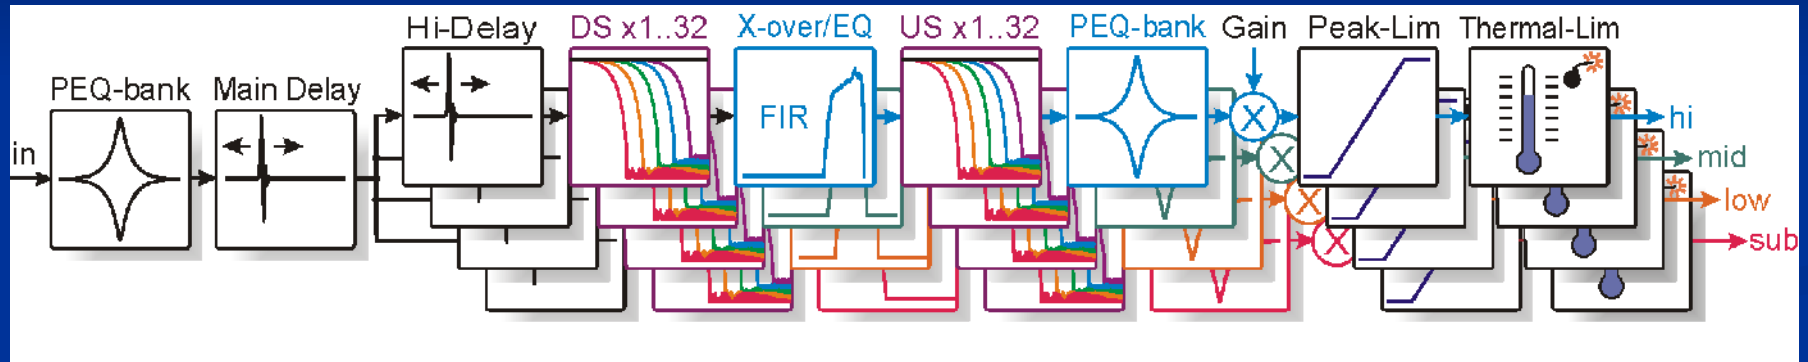 Hi-Delay DS x1..32 X-over/EQ US x1..32 PEQ-bank Gain Peak-Lim Thermal-Lim
PEQ-bank Main Delay
in
FIR
X
X
X
X
hi
mid
low
sub